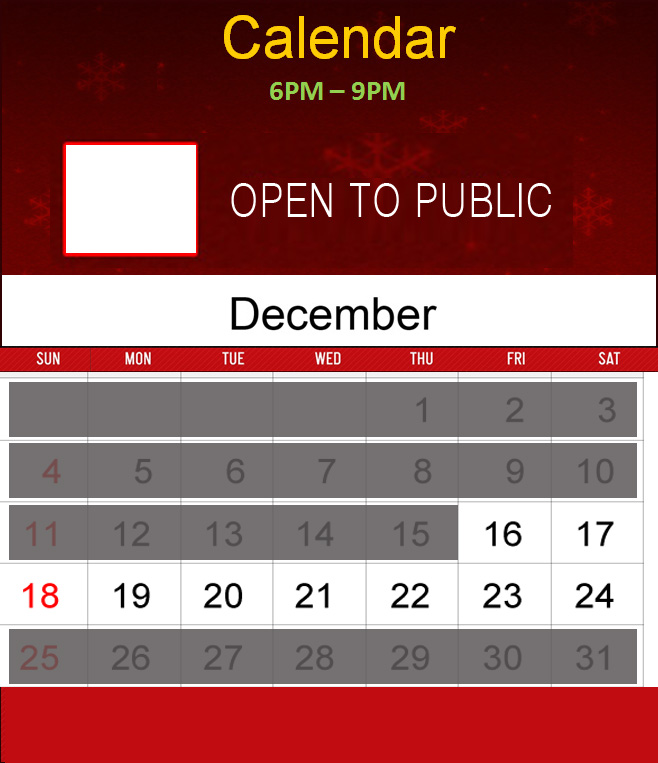 Calendar
6PM – 9PM
OPEN TO PUBLIC
December
SUN MON TUE WED THU FRI SAT
1 2 3
4 5 6 7 8 9 10
11 12 13 14 15 16 17
18 19 20 21 22 23 24
25 26 27 28 29 30 31